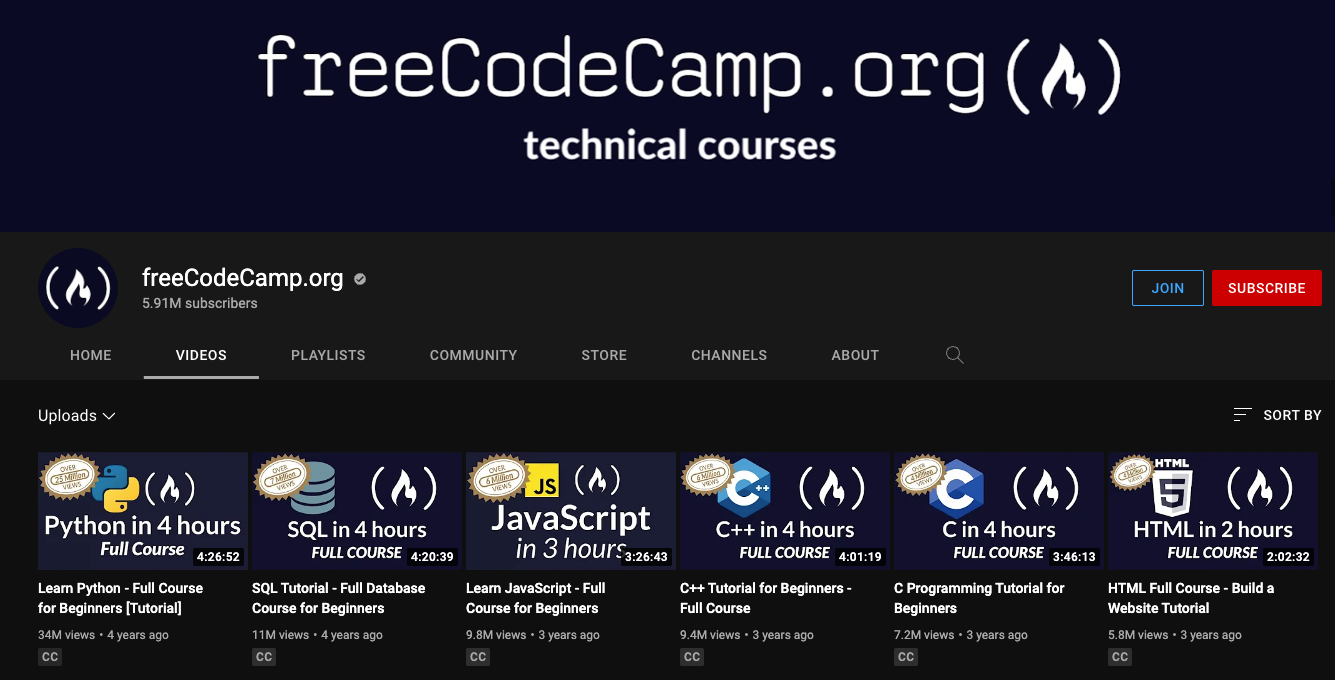 freeCodeCamp.org
technical courses
freeCodeCamp.org
5.91M subscribers
JOIN
SUBSCRIBE
HOME
VIDEOS
PLAYLISTS
COMMUNITY
STORE
CHANNELS
ABOUT
Uploads
SORT BY
OVER
25 Million
VIEWS
Python in 4 hours
Full Course
4:26:52
Learn Python - Full Course
for Beginners [Tutorial]
34M views • 4 years ago
CC
OVER
7 Million
VIEWS
SQL in 4 hours
FULL COURSE
4:20:39
SQL Tutorial - Full Database
Course for Beginners
11M views • 4 years ago
CC
OVER
6 Million
VIEWS
JS
JavaScript
in 3 hours
3:26:43
Learn JavaScript - Full
Course for Beginners
9.8M views • 3 years ago
CC
OVER
6 Million
VIEWS
C++
C++ in 4 hours
FULL COURSE
4:01:19
C++ Tutorial for Beginners -
Full Course
9.4M views • 3 years ago
CC
OVER
4 Million
VIEWS
C
C in 4 hours
FULL COURSE
3:46:13
C Programming Tutorial for
Beginners
7.2M views • 3 years ago
CC
OVER
Million
VIEWS
HTML
5
HTML in 2 hours
FULL COURSE
2:02:32
HTML Full Course - Build a
Website Tutorial
5.8M views • 3 years ago
CC